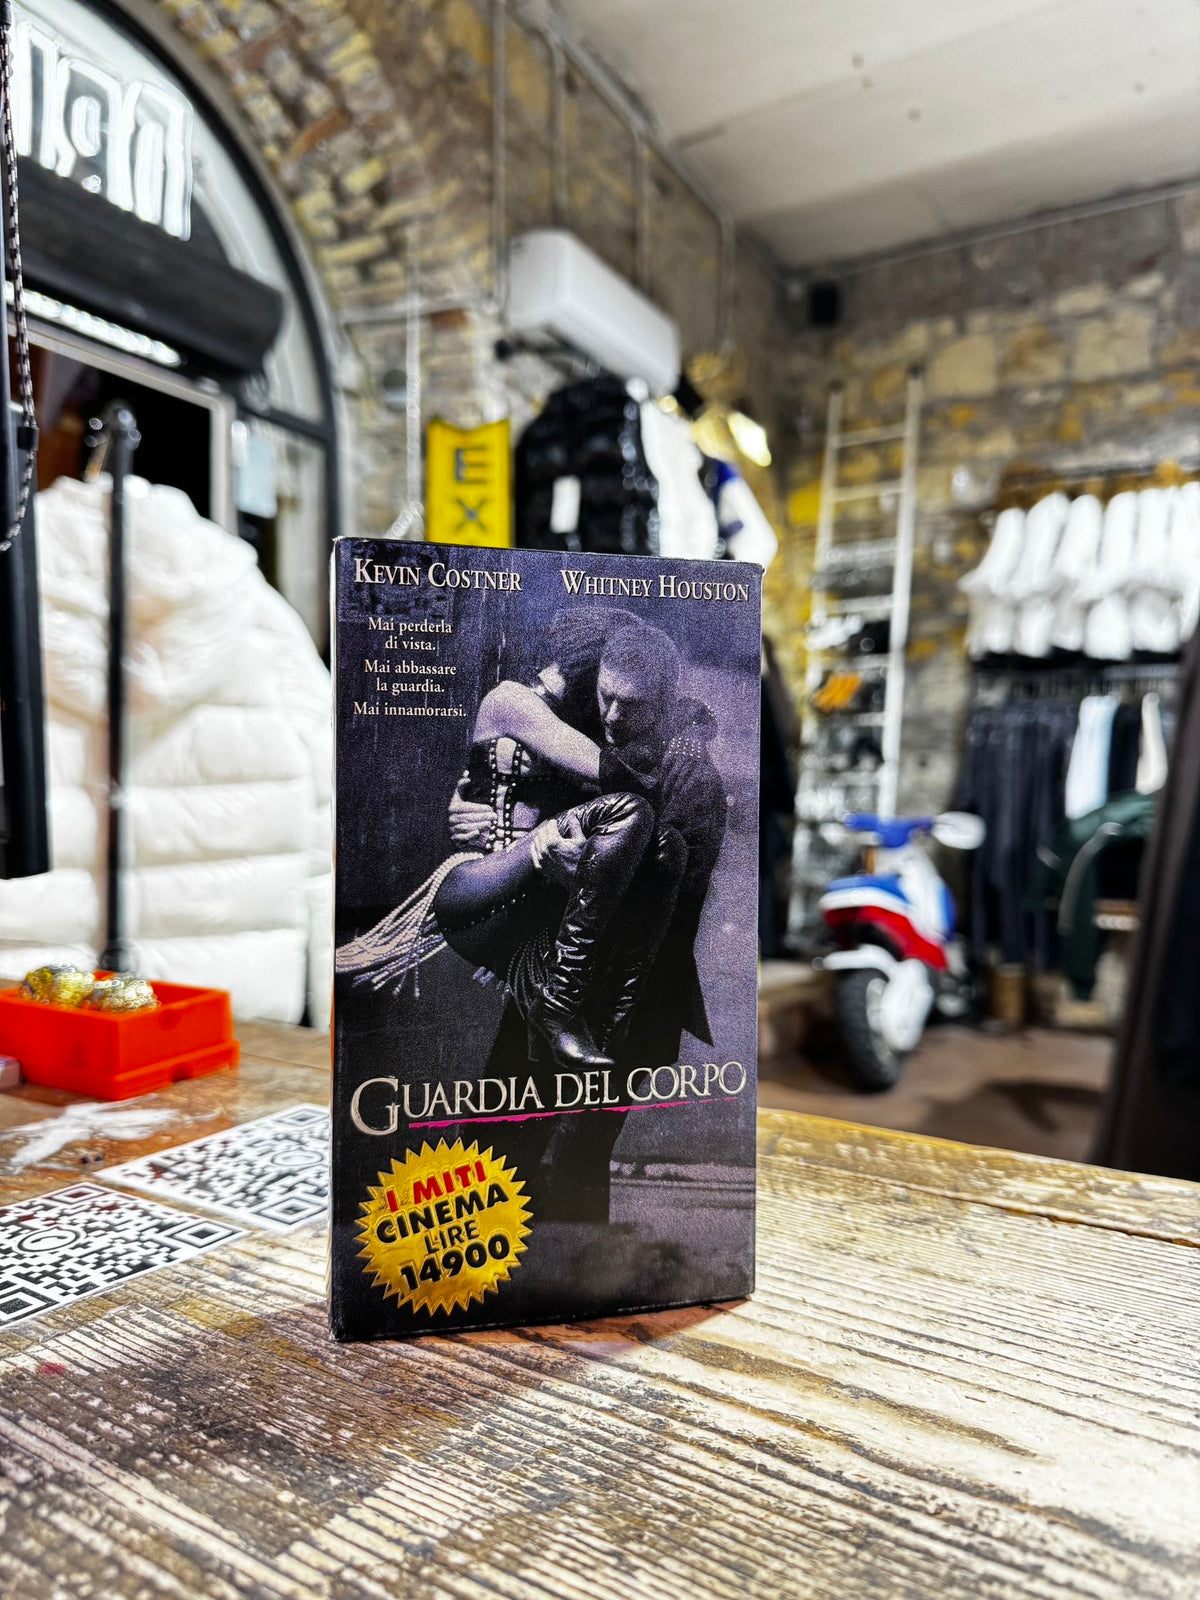 EX
KEVIN COSTNER WHITNEY HOUSTON
Mai perderla
di vista.
Mai abbassare
la guardia.
Mai innamorarsi.
GUARDIA DEL CORPO
I MITI
CINEMA
LIRE
14900